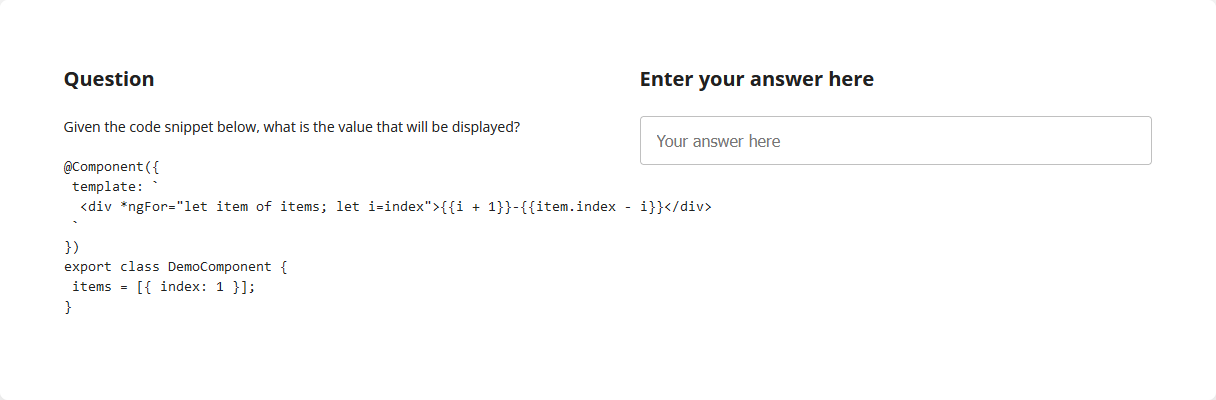 Question
Given the code snippet below, what is the value that will be displayed?
@Component({
 template: `
  <div *ngFor="let item of items; let i=index">{{i + 1}}-{{item.index - i}}</div>
 `
})
export class DemoComponent {
 items = [{ index: 1 }];
}
Enter your answer here
Your answer here